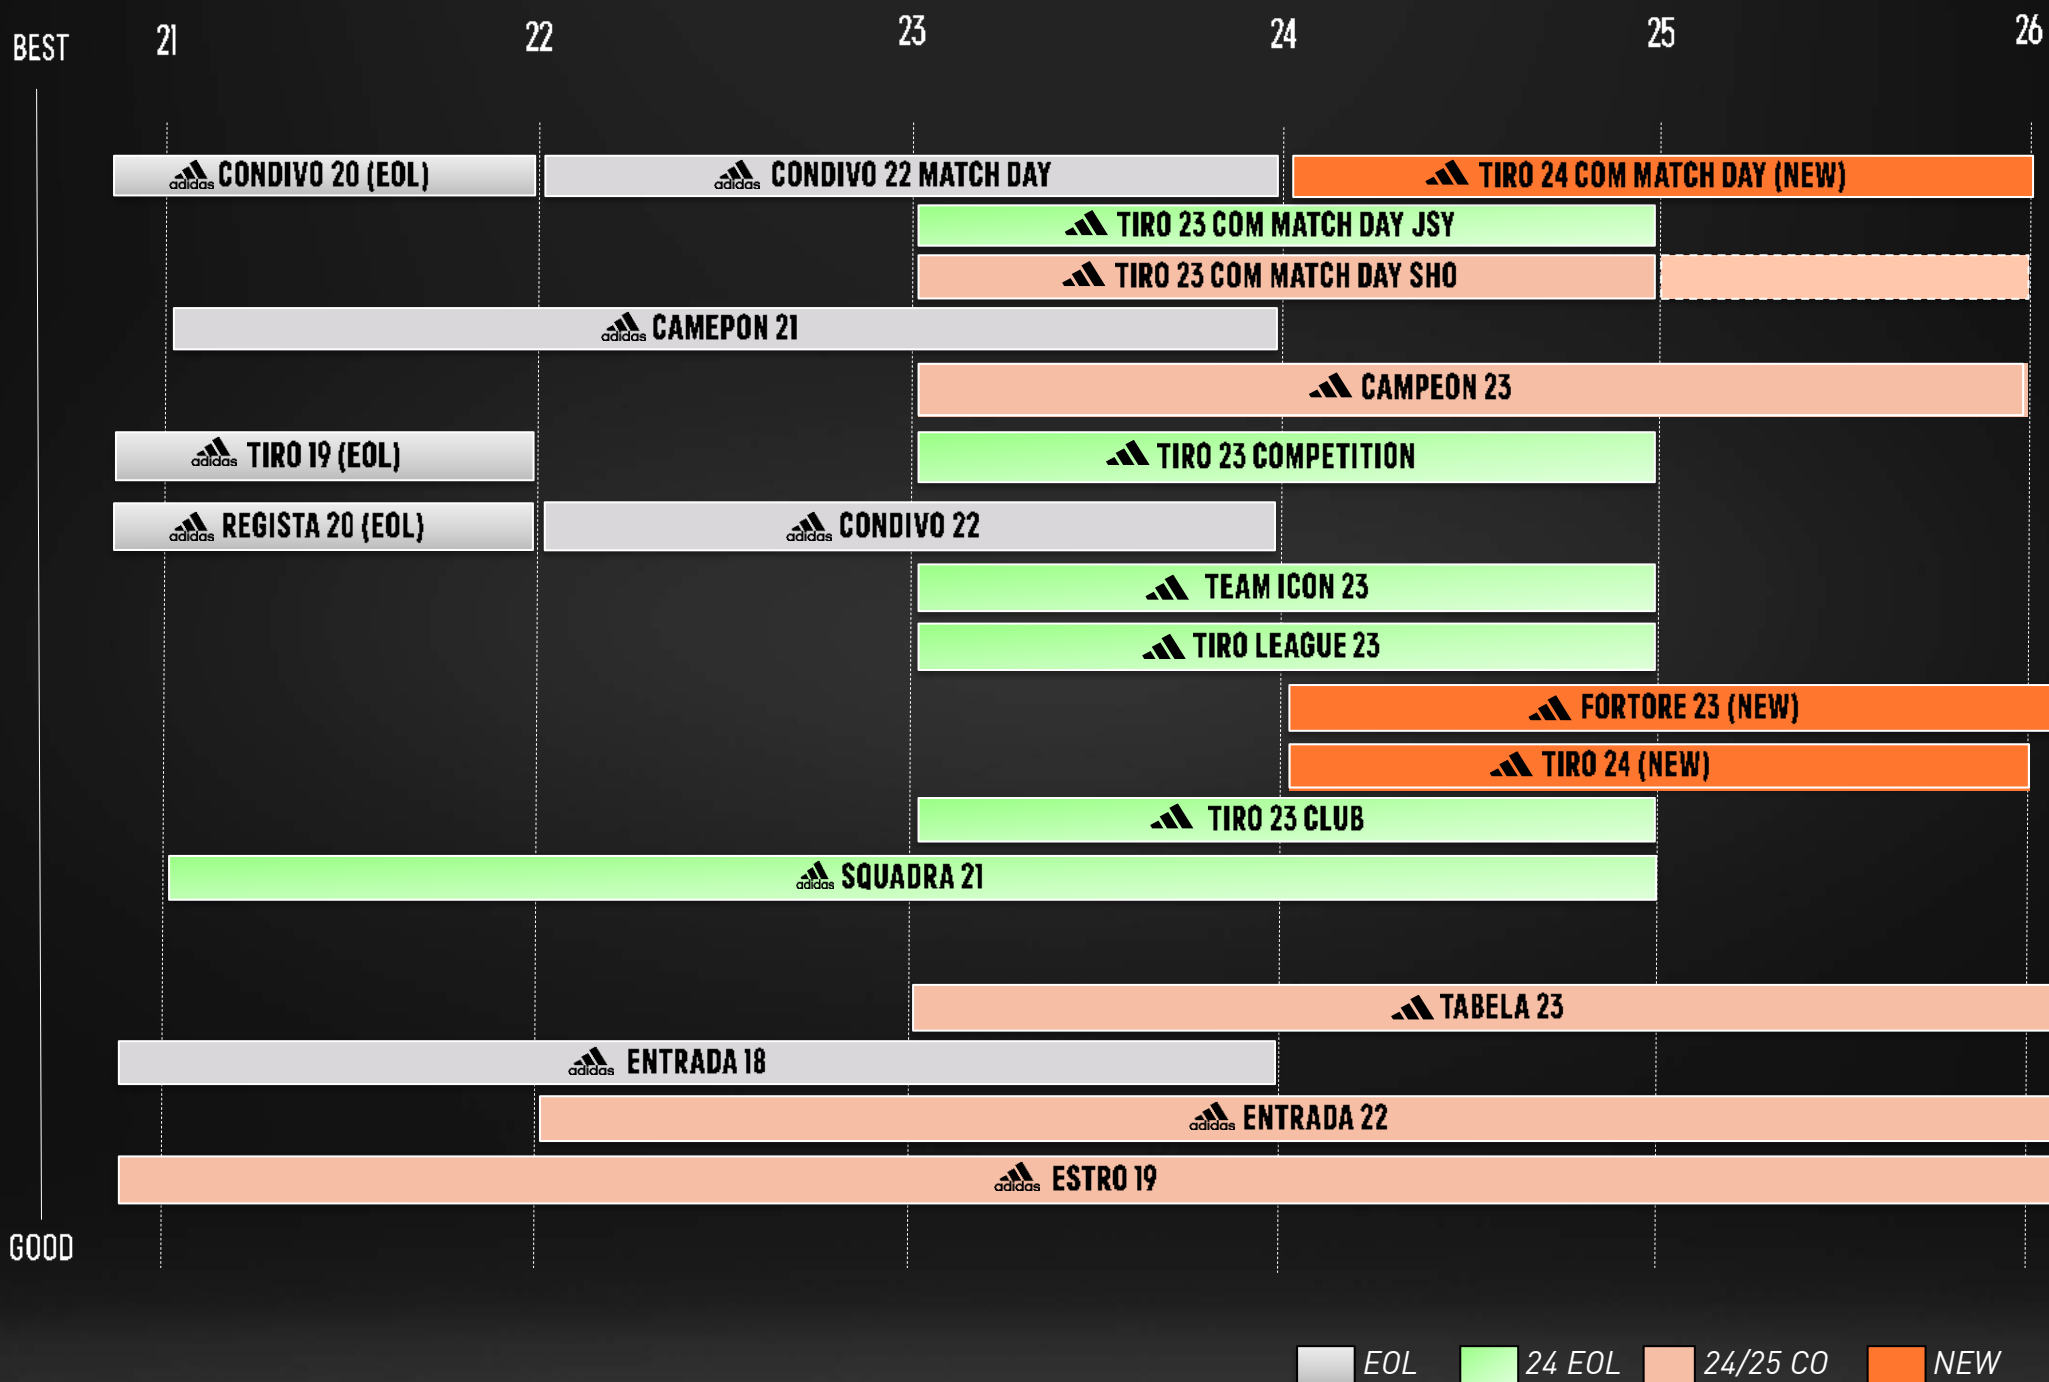 BEST 21 22 23 24 25 26
adidas CONDIVO 20 (EOL) adidas CONDIVO 22 MATCH DAY TIRO 24 COM MATCH DAY (NEW)
TIRO 23 COM MATCH DAY JSY
TIRO 23 COM MATCH DAY SHO
adidas CAMEPON 21
CAMPEON 23
adidas TIRO 19 (EOL) TIRO 23 COMPETITION
adidas REGISTA 20 (EOL) adidas CONDIVO 22
TEAM ICON 23
TIRO LEAGUE 23
FORTORE 23 (NEW)
TIRO 24 (NEW)
TIRO 23 CLUB
adidas SQUADRA 21
TABELA 23
adidas ENTRADA 18
adidas ENTRADA 22
adidas ESTRO 19
GOOD
EOL 24 EOL 24/25 CO NEW